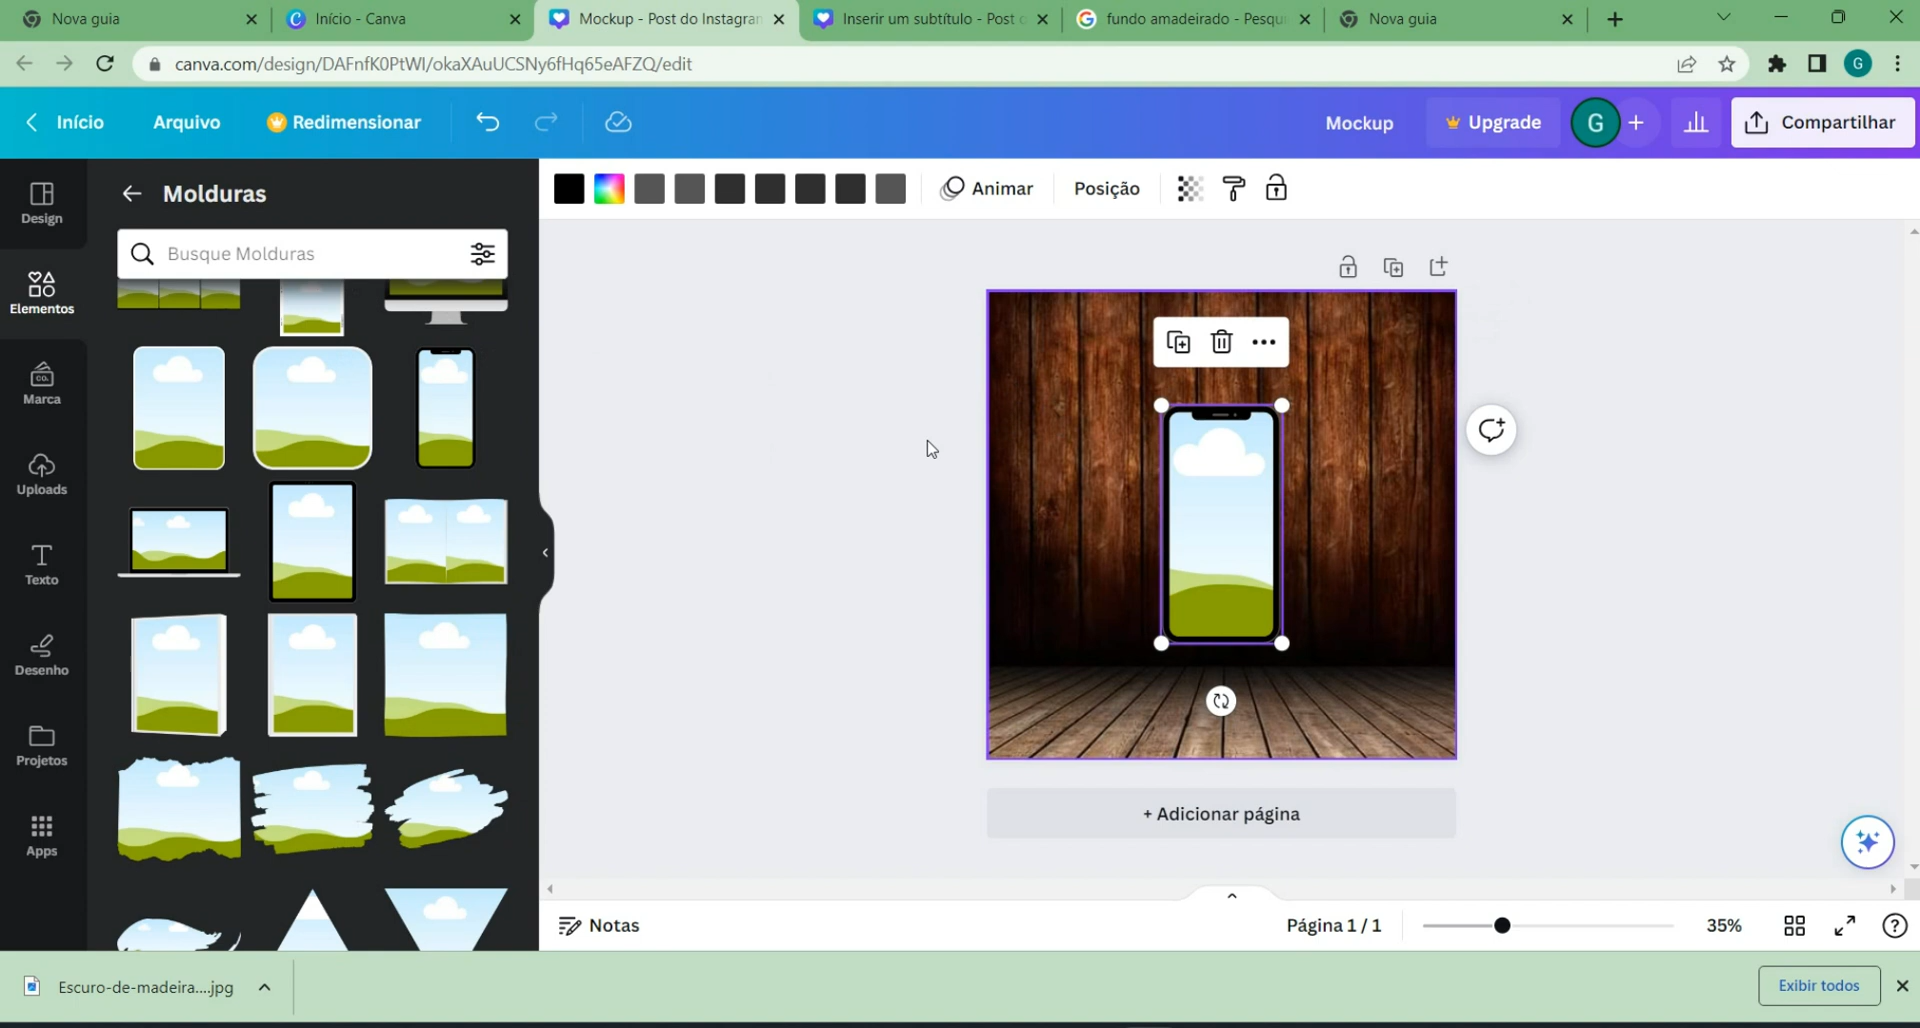 Nova guia
Início - Canva
Mockup - Post do Instagram
Inserir um subtítulo - Post
fundo amadeirado - Pesqu
Nova guia
canva.com/design/DAFnfK0PtWI/okaXAuUCSNy6fHq65eAFZQ/edit
G
Início
Arquivo
Redimensionar
Mockup
Upgrade
G
Compartilhar
Design
Elementos
Marca
Uploads
Texto
Desenho
Projetos
Apps
Molduras
Busque Molduras
Animar
Posição
+ Adicionar página
Notas
Página 1 / 1
35%
Escuro-de-madeira....jpg
Exibir todos